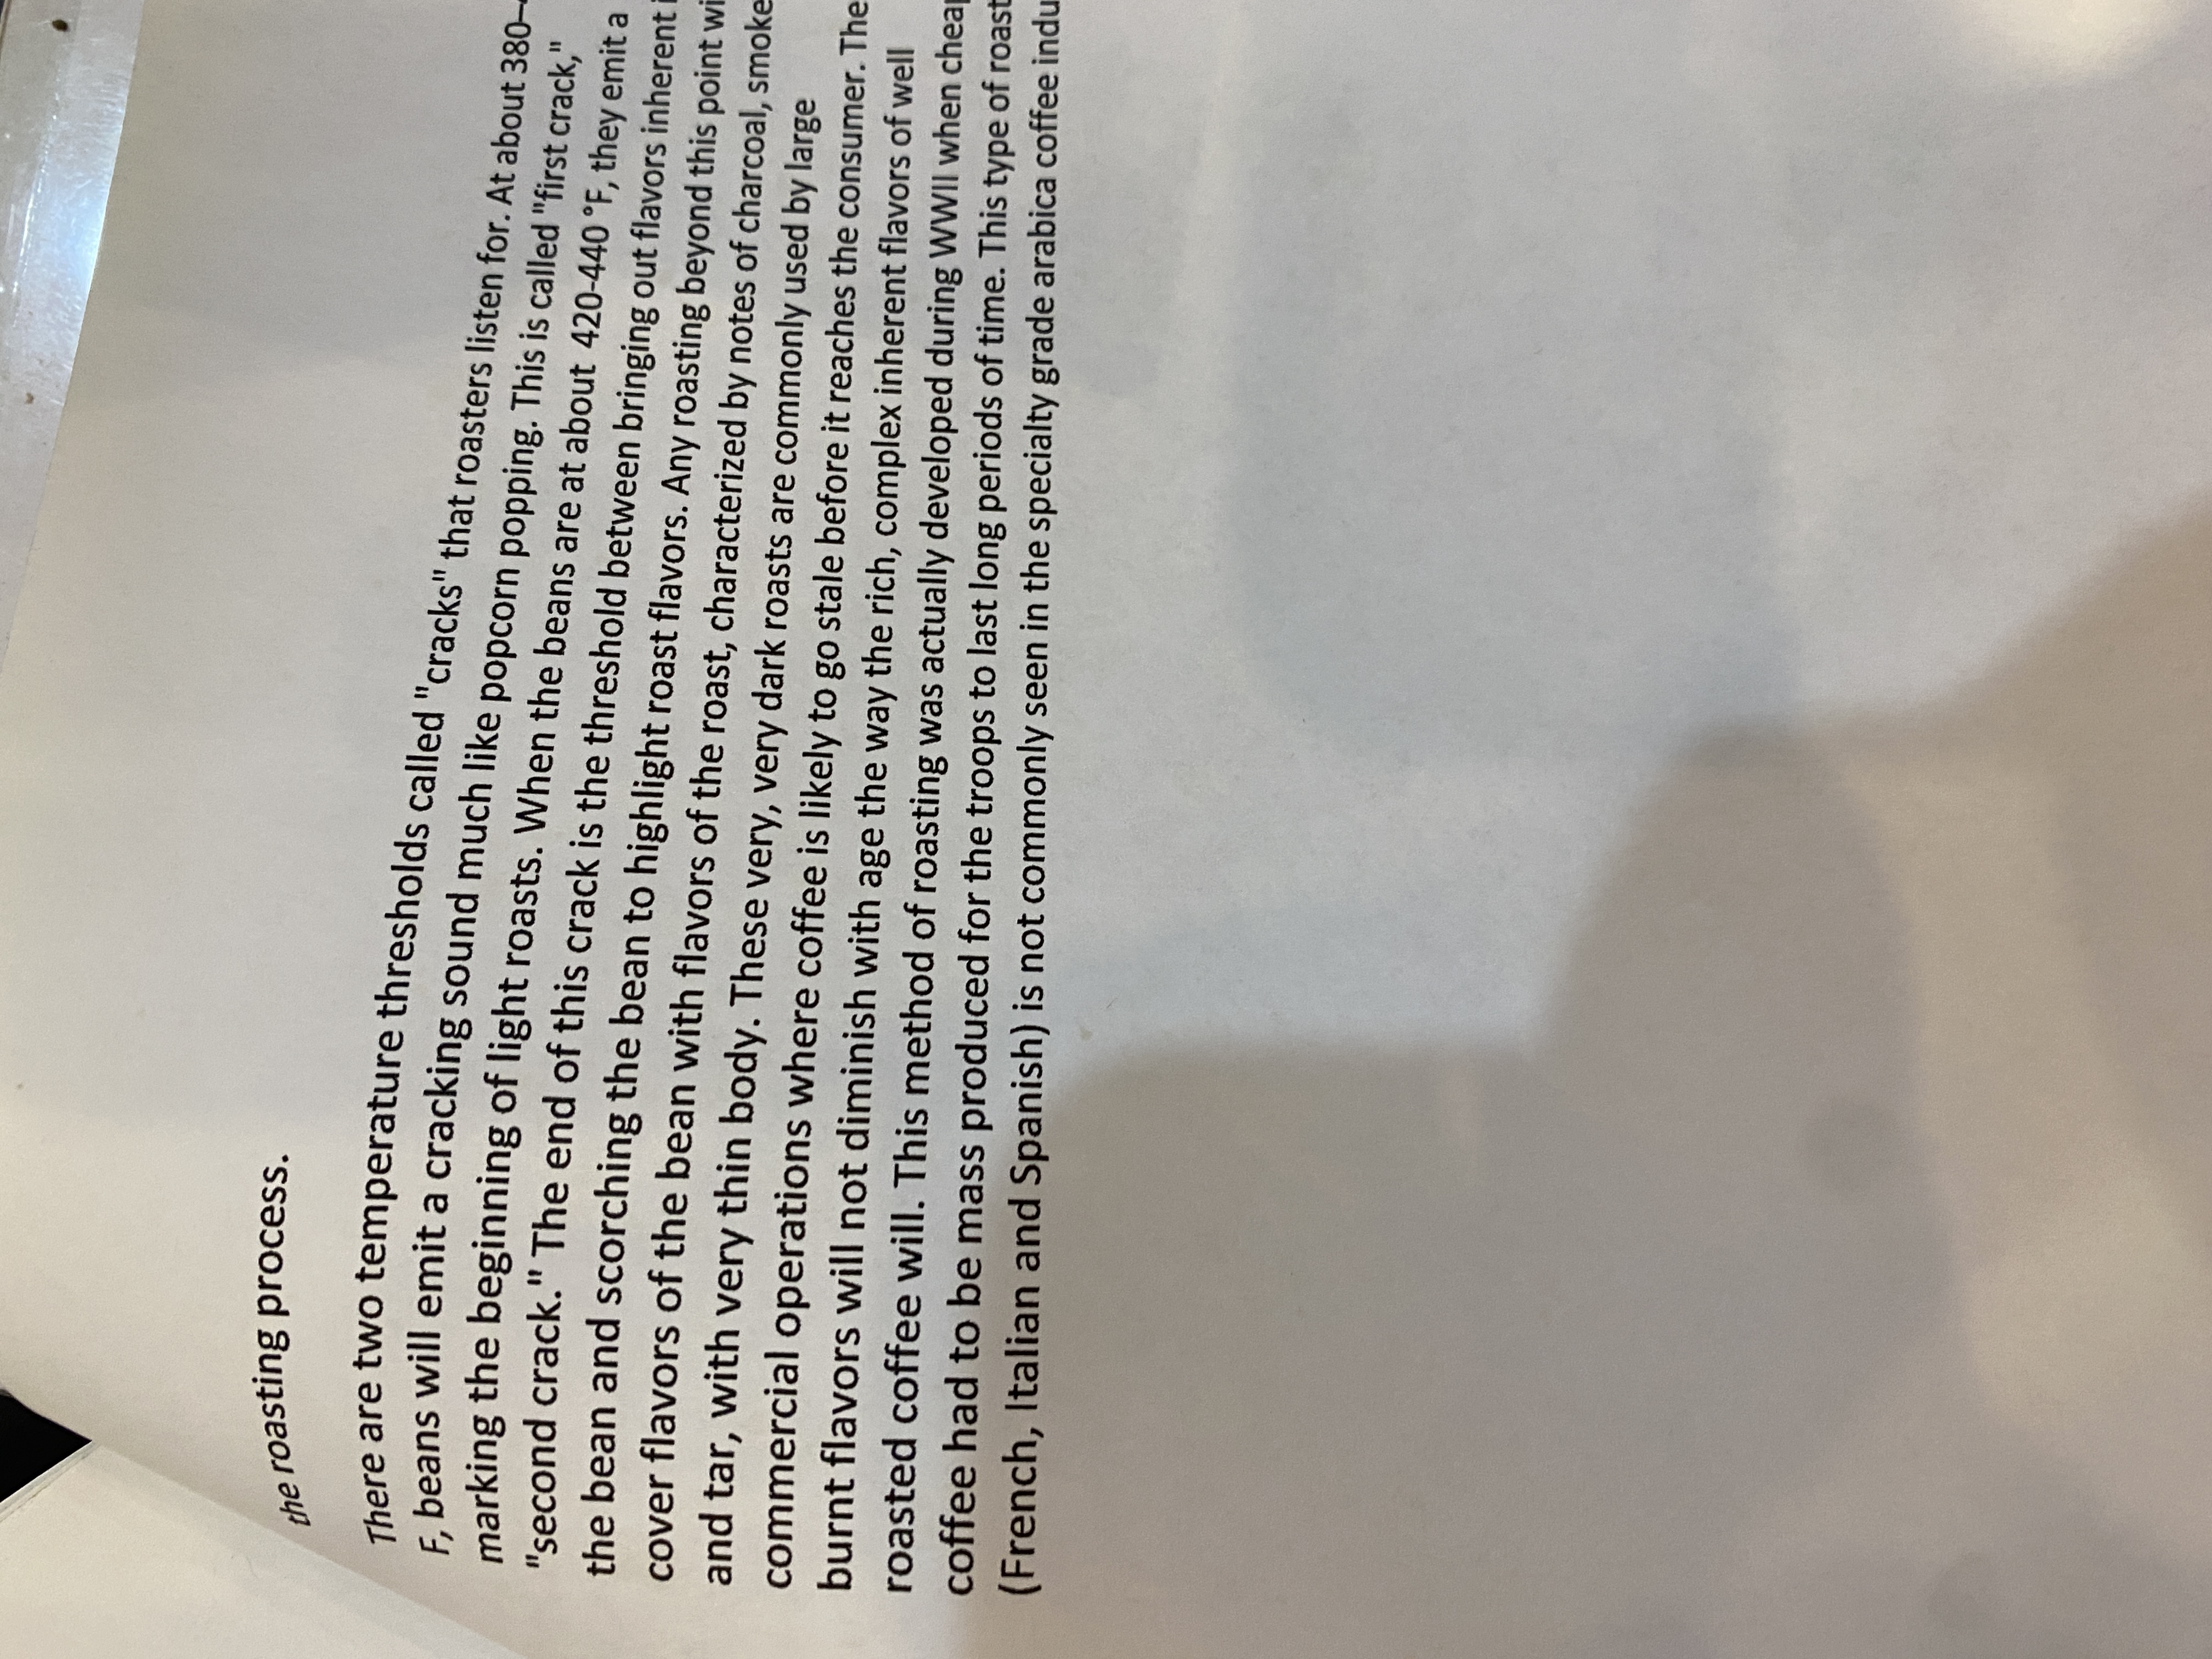 the roasting process.
There are two temperature thresholds called "cracks" that roasters listen for. At about 380–
F, beans will emit a cracking sound much like popcorn popping. This is called "first crack,"
marking the beginning of light roasts. When the beans are at about 420-440 °F, they emit a
"second crack." The end of this crack is the threshold between bringing out flavors inherent
the bean and scorching the bean to highlight roast flavors. Any roasting beyond this point
cover flavors of the bean with flavors of the roast, characterized by notes of charcoal, smoke
and tar, with very thin body. These very, very dark roasts are commonly used by large
commercial operations where coffee is likely to go stale before it reaches the consumer. The
burnt flavors will not diminish with age the way the rich, complex inherent flavors of well
roasted coffee will. This method of roasting was actually developed during WWII when
coffee had to be mass produced for the troops to last long periods of time. This type of roast
(French, Italian and Spanish) is not commonly seen in the specialty grade arabica coffee